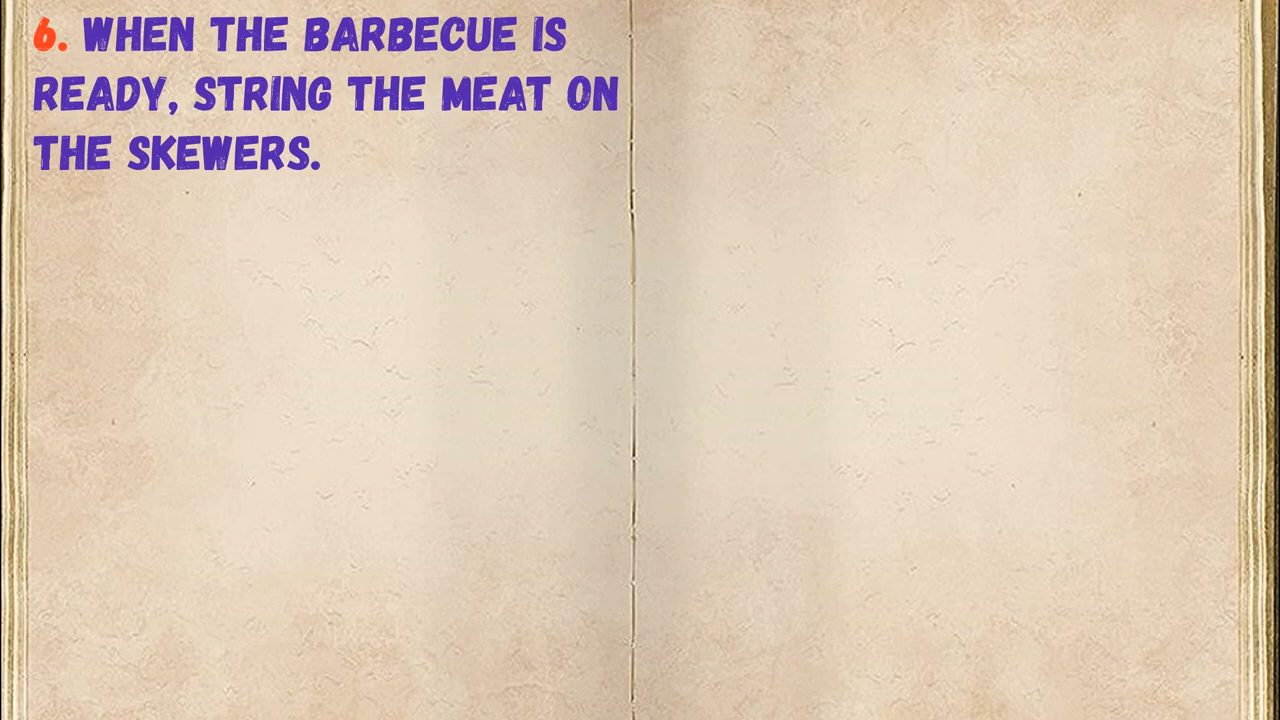 6. WHEN THE BARBECUE IS
READY, STRING THE MEAT ON
THE SKEWERS.